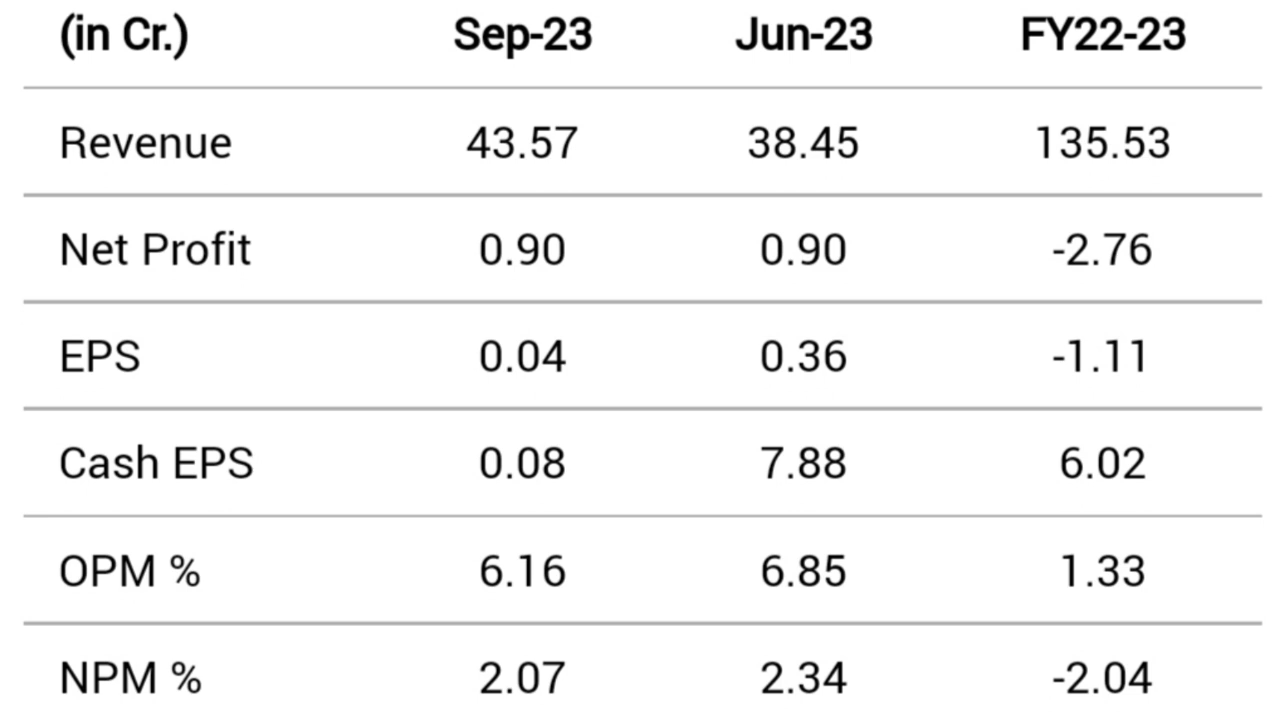 (in Cr.) Sep-23 Jun-23 FY22-23
Revenue 43.57 38.45 135.53
Net Profit 0.90 0.90 -2.76
EPS 0.04 0.36 -1.11
Cash EPS 0.08 7.88 6.02
OPM % 6.16 6.85 1.33
NPM % 2.07 2.34 -2.04